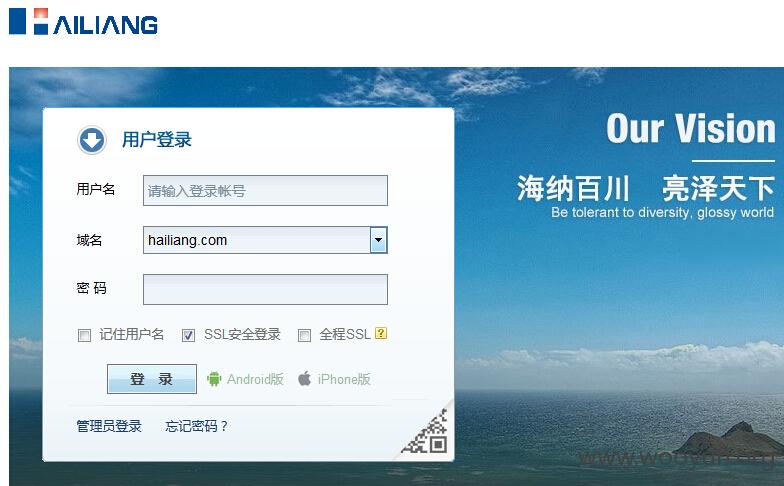 HAILIANG
Our Vision
海纳百川 亮泽天下
Be tolerant to diversity, glossy world
用户登录
用户名 请输入登录帐号
域名 hailiang.com
密 码
记住用户名 SSL安全登录 全程SSL ?
登 录 Android版 iPhone版
管理员登录 忘记密码？
www.wooyun.org